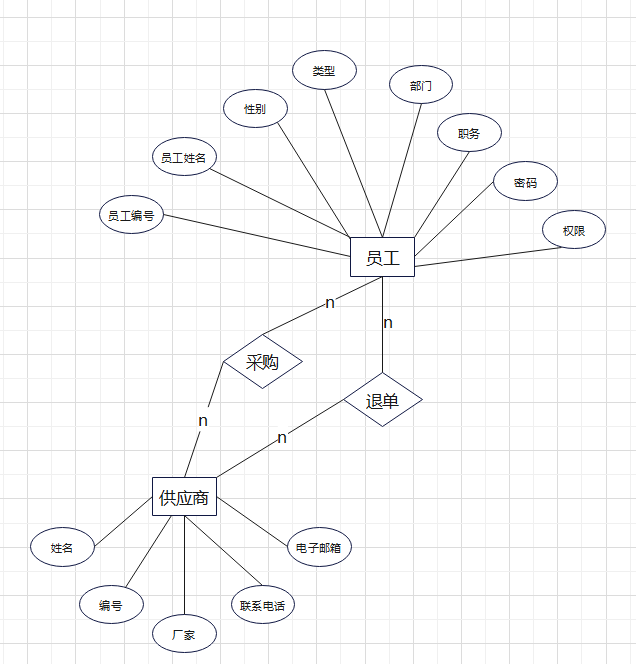 类型
部门
性别
职务
员工姓名
密码
员工编号
权限
员工
n
n
采购
退单
n
n
供应商
姓名
电子邮箱
编号
联系电话
厂家